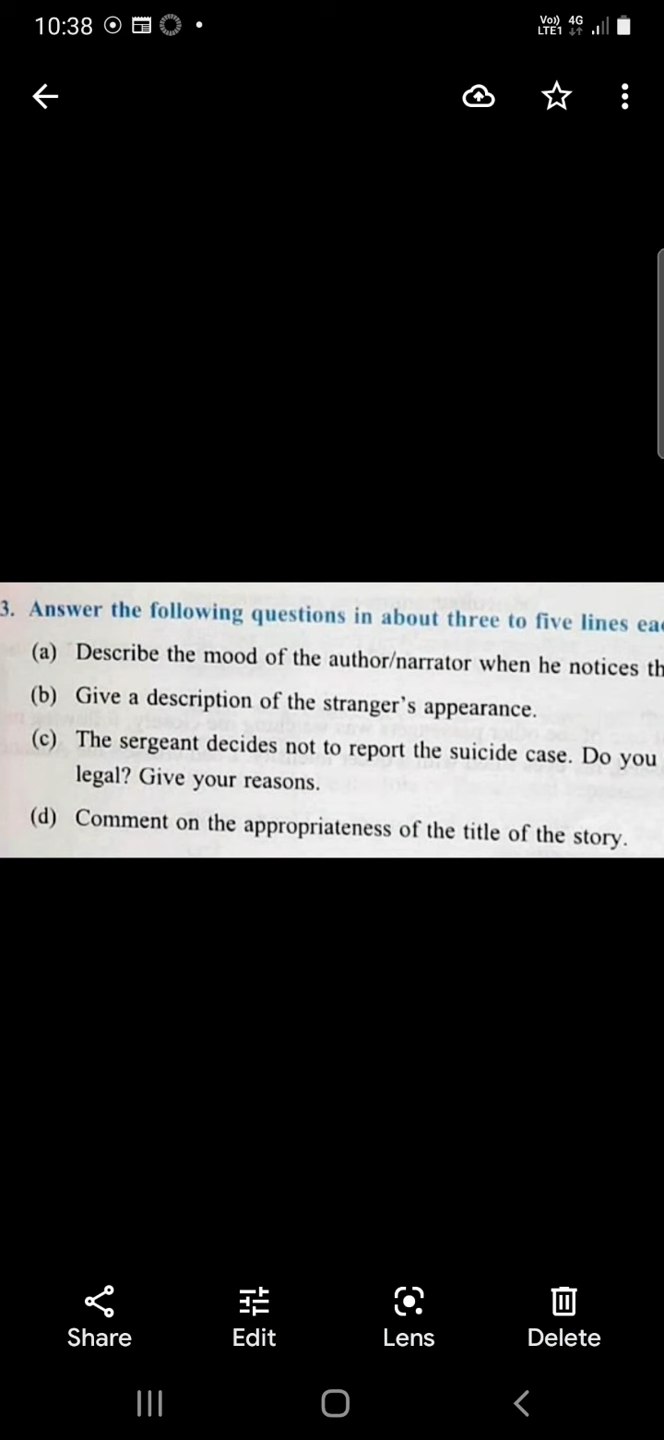 10:38
Vo)) 4G
LTE1
3. Answer the following questions in about three to five lines
(a) Describe the mood of the author/narrator when he notices
(b) Give a description of the stranger's appearance.
(c) The sergeant decides not to report the suicide case. Do you
legal? Give your reasons.
(d) Comment on the appropriateness of the title of the story.
Share Edit Lens Delete